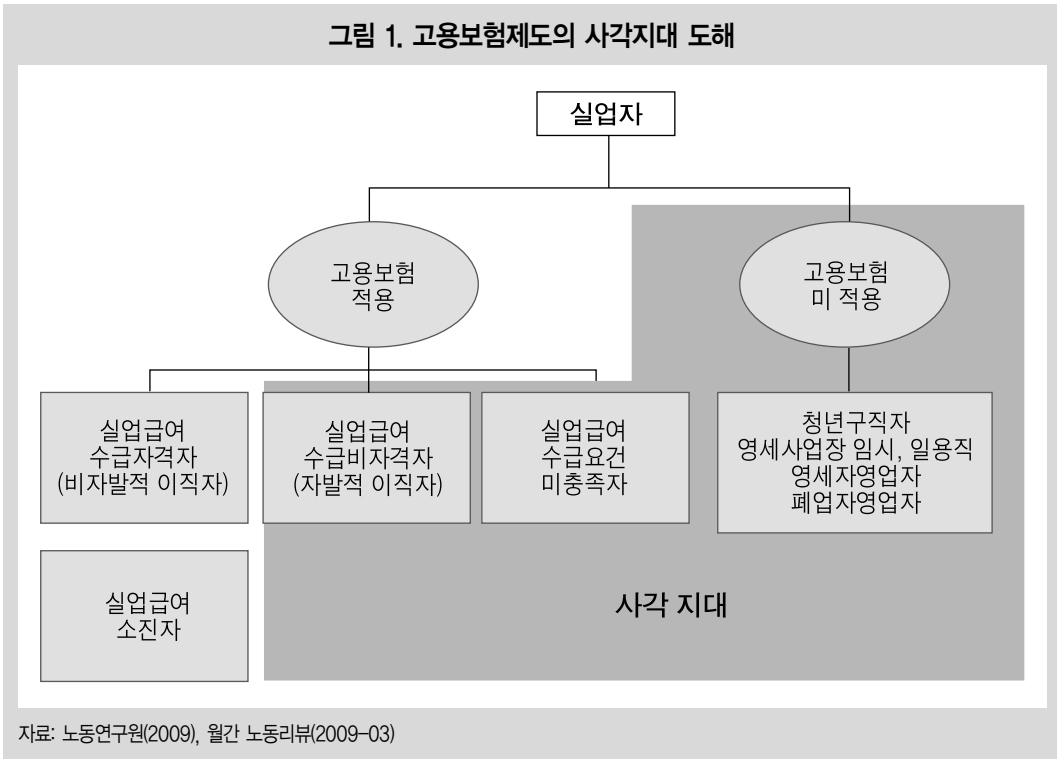 그림 1. 고용보험제도의 사각지대 도해
실업자
고용보험
적용
고용보험
미 적용
실업급여
수급자격자
(비자발적 이직자)
실업급여
수급비자격자
(자발적 이직자)
실업급여
수급요건
미충족자
청년구직자
영세사업장 임시, 일용직
영세자영업자
폐업자영업자
실업급여
소진자
사각 지대
자료: 노동연구원(2009), 월간 노동리뷰(2009-03)